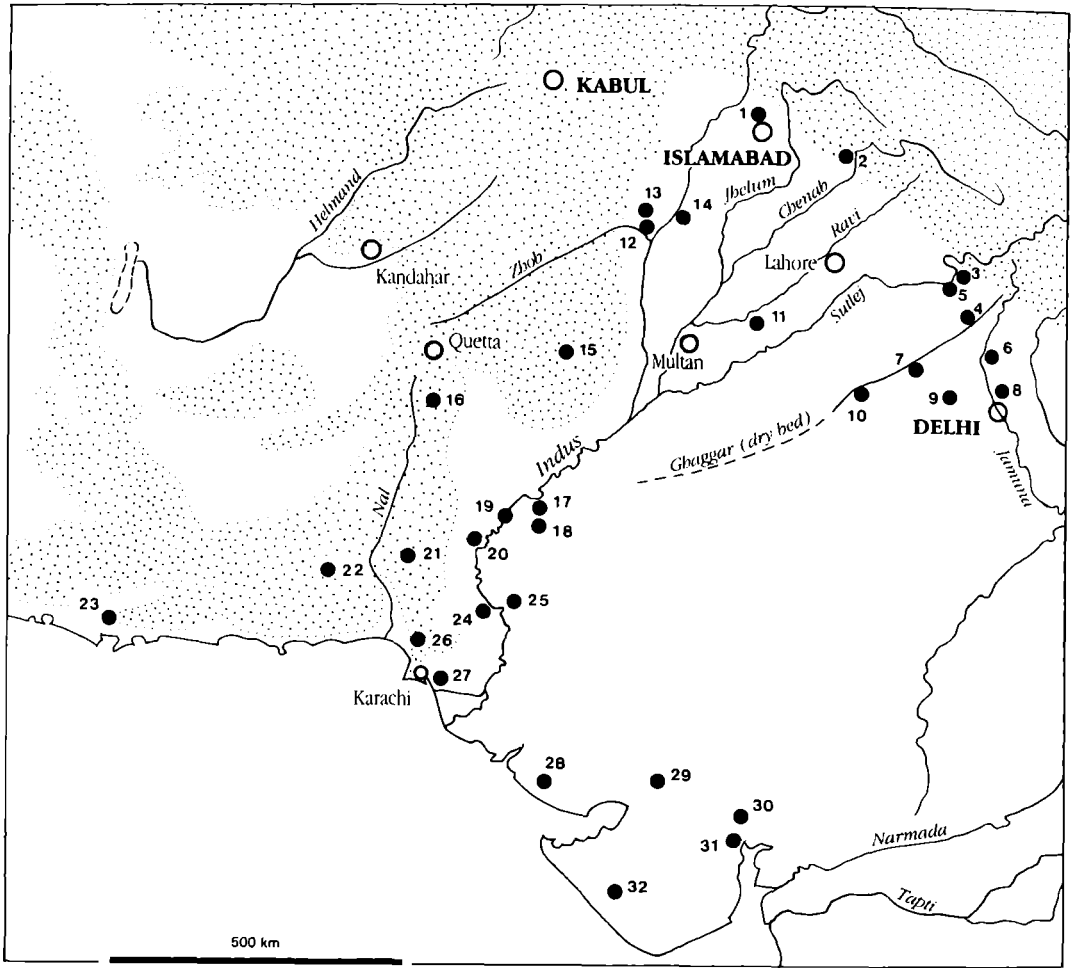 KABUL
1
ISLAMABAD
2
Helmand
Jhelum
Chenab
13
14
12
Ravi
Zhob
Kandahar
Lahore
3
5
Sutlej
4
11
Quetta
15
Multan
6
7
16
8
9
10
DELHI
Ghaggar (dry bed)
Indus
Jamuna
Nal
19
17
18
20
21
22
23
25
24
26
27
Karachi
28
29
30
31
Narmada
32
Tapti
500 km